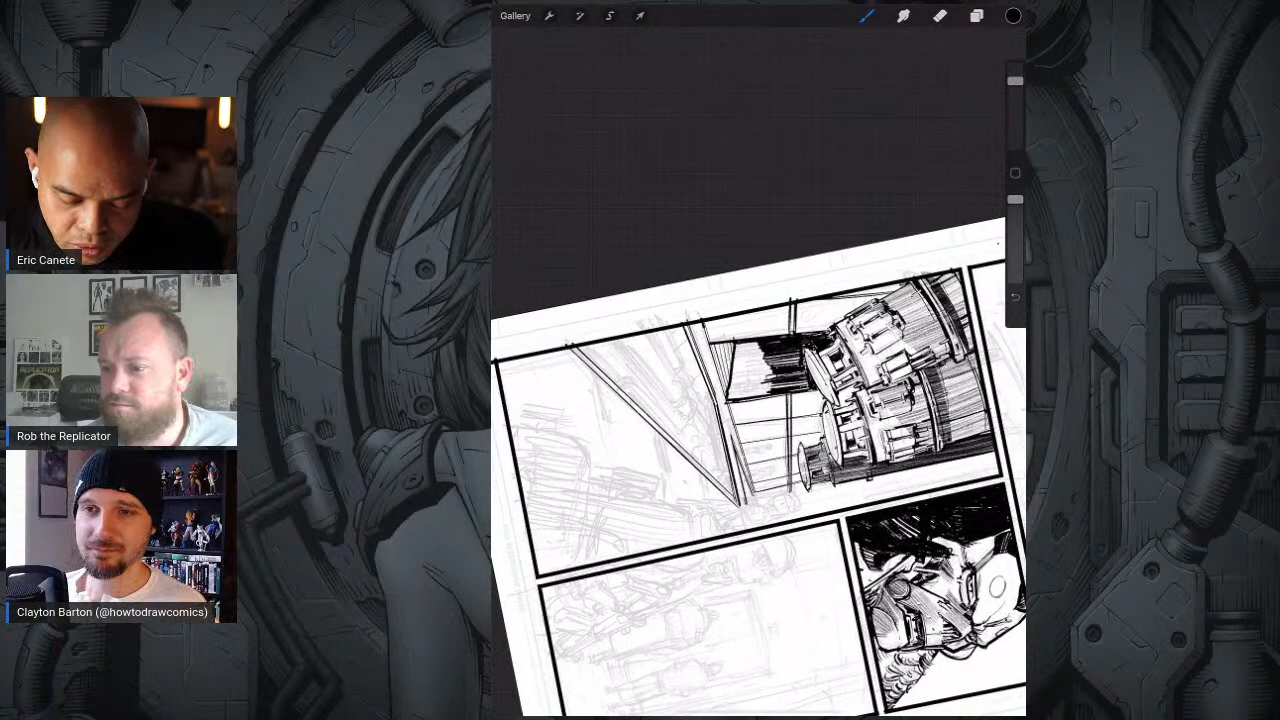 Gallery
Eric Canete
Rob the Replicator
Clayton Barton (@howtodrawcomics)